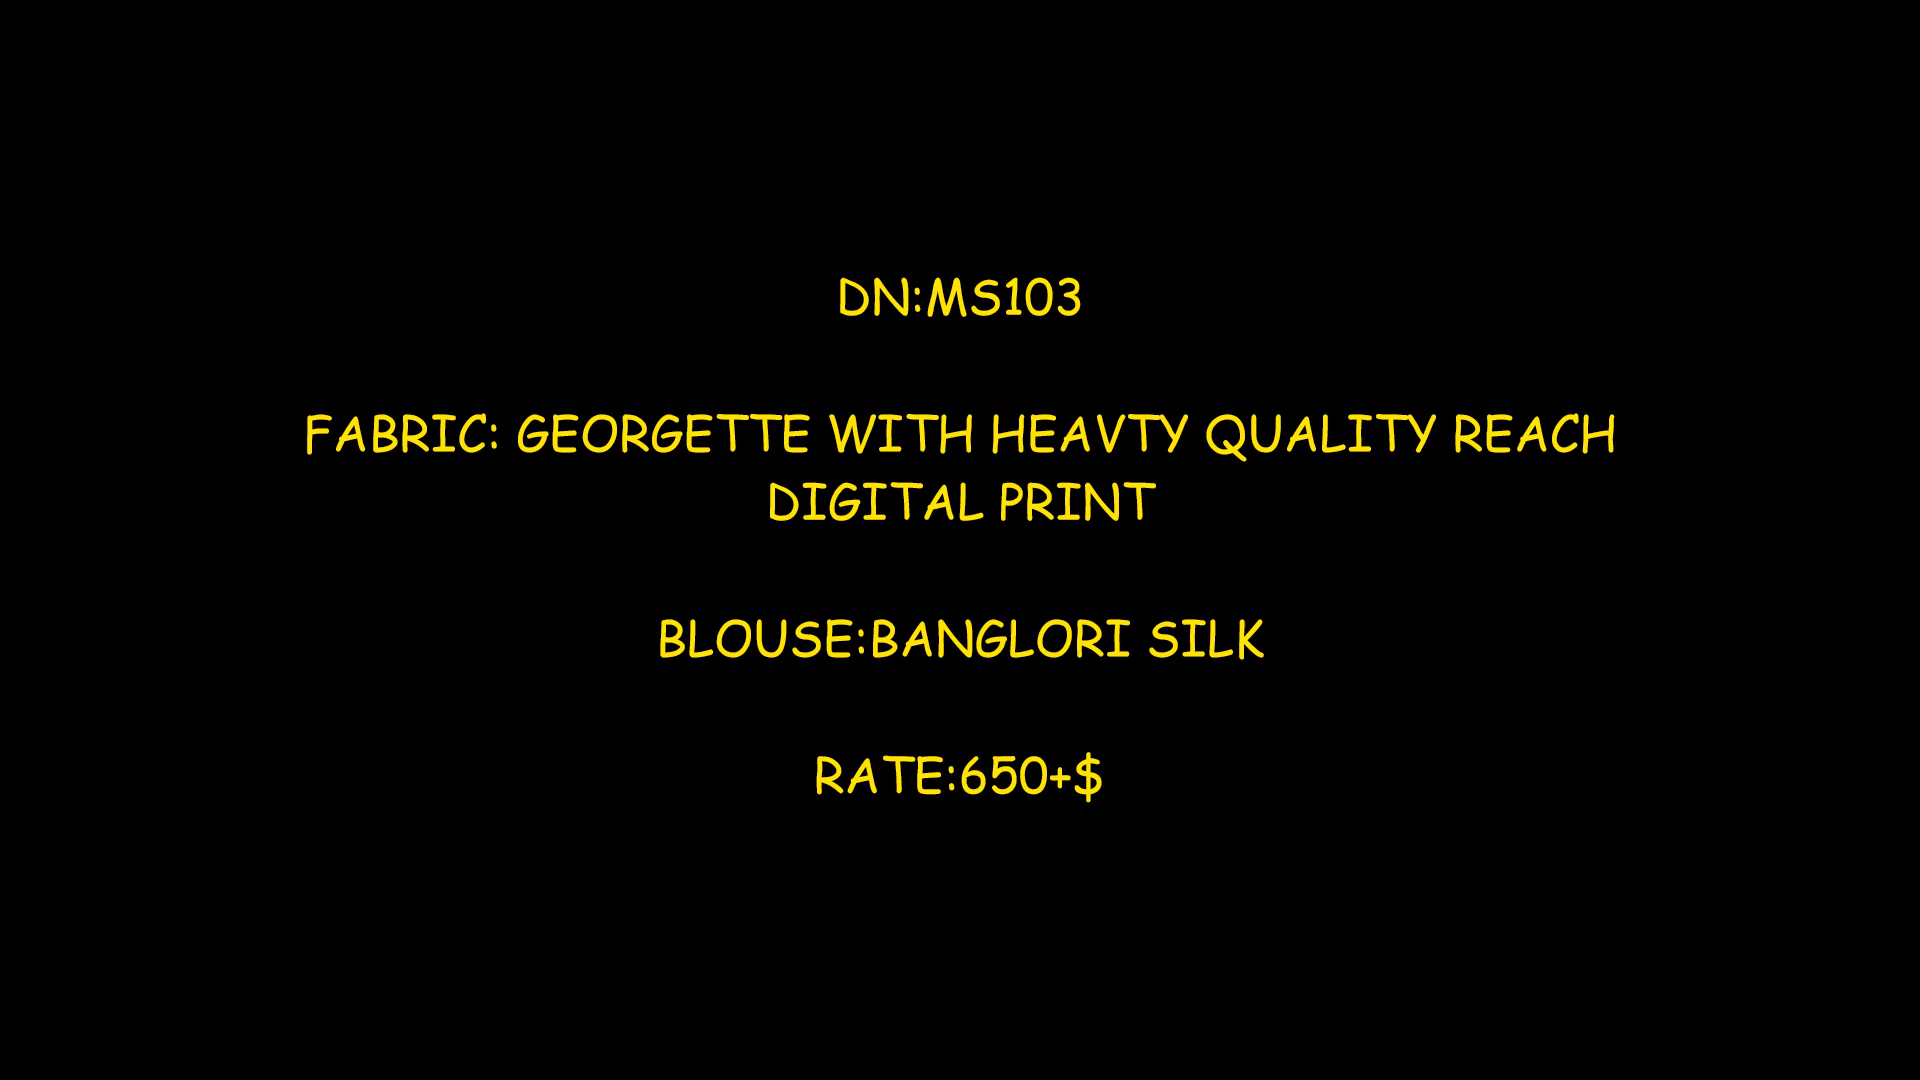 DN:MS103
FABRIC: GEORGETTE WITH HEAVTY QUALITY REACH
DIGITAL PRINT
BLOUSE:BANGLORI SILK
RATE:650+$